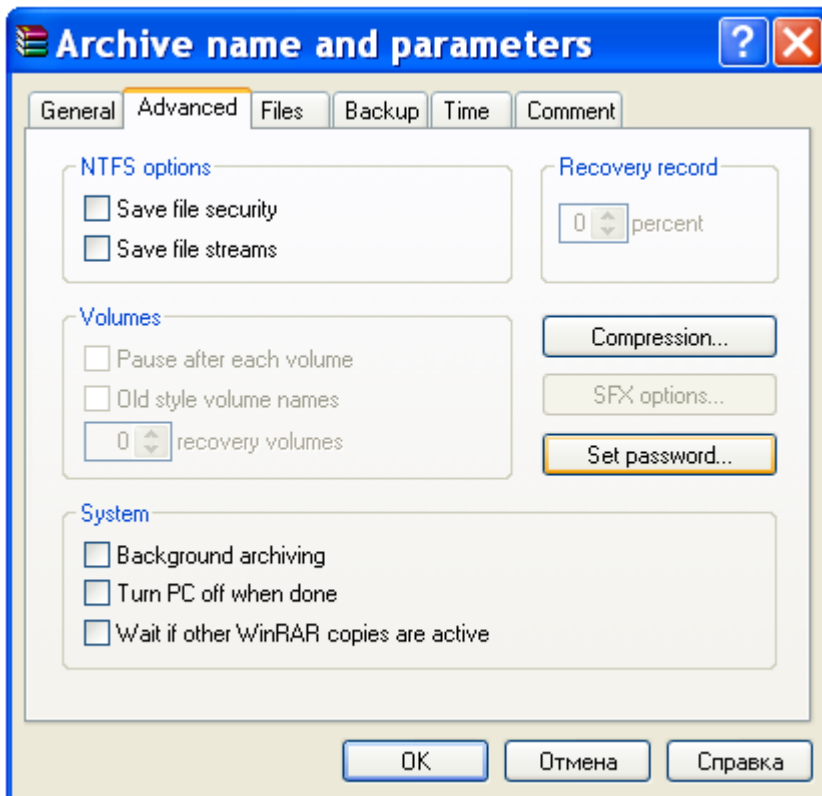 Archive name and parameters
General Advanced Files Backup Time Comment
NTFS options
Save file security
Save file streams
Recovery record
0 percent
Volumes
Pause after each volume
Old style volume names
0 recovery volumes
Compression...
SFX options...
Set password...
System
Background archiving
Turn PC off when done
Wait if other WinRAR copies are active
OK Отмена Справка